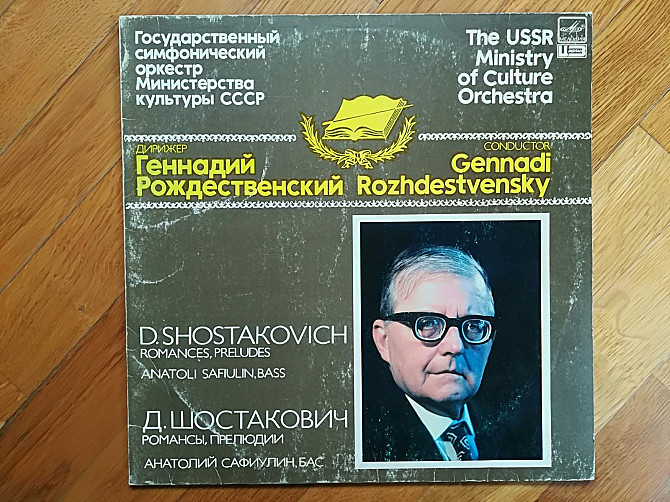 Государственный
симфонический
оркестр
Министерства
культуры СССР
The USSR
Ministry
of Culture
Orchestra
ДИРИЖЕР
Геннадий
Рождественский
CONDUCTOR
Gennadi
Rozhdestvensky
D. SHOSTAKOVICH
ROMANCES, PRELUDES
ANATOLI SAFIULIN, BASS
Д. ШОСТАКОВИЧ
РОМАНСЫ, ПРЕЛЮДИИ
АНАТОЛИЙ САФИУЛИН, БАС